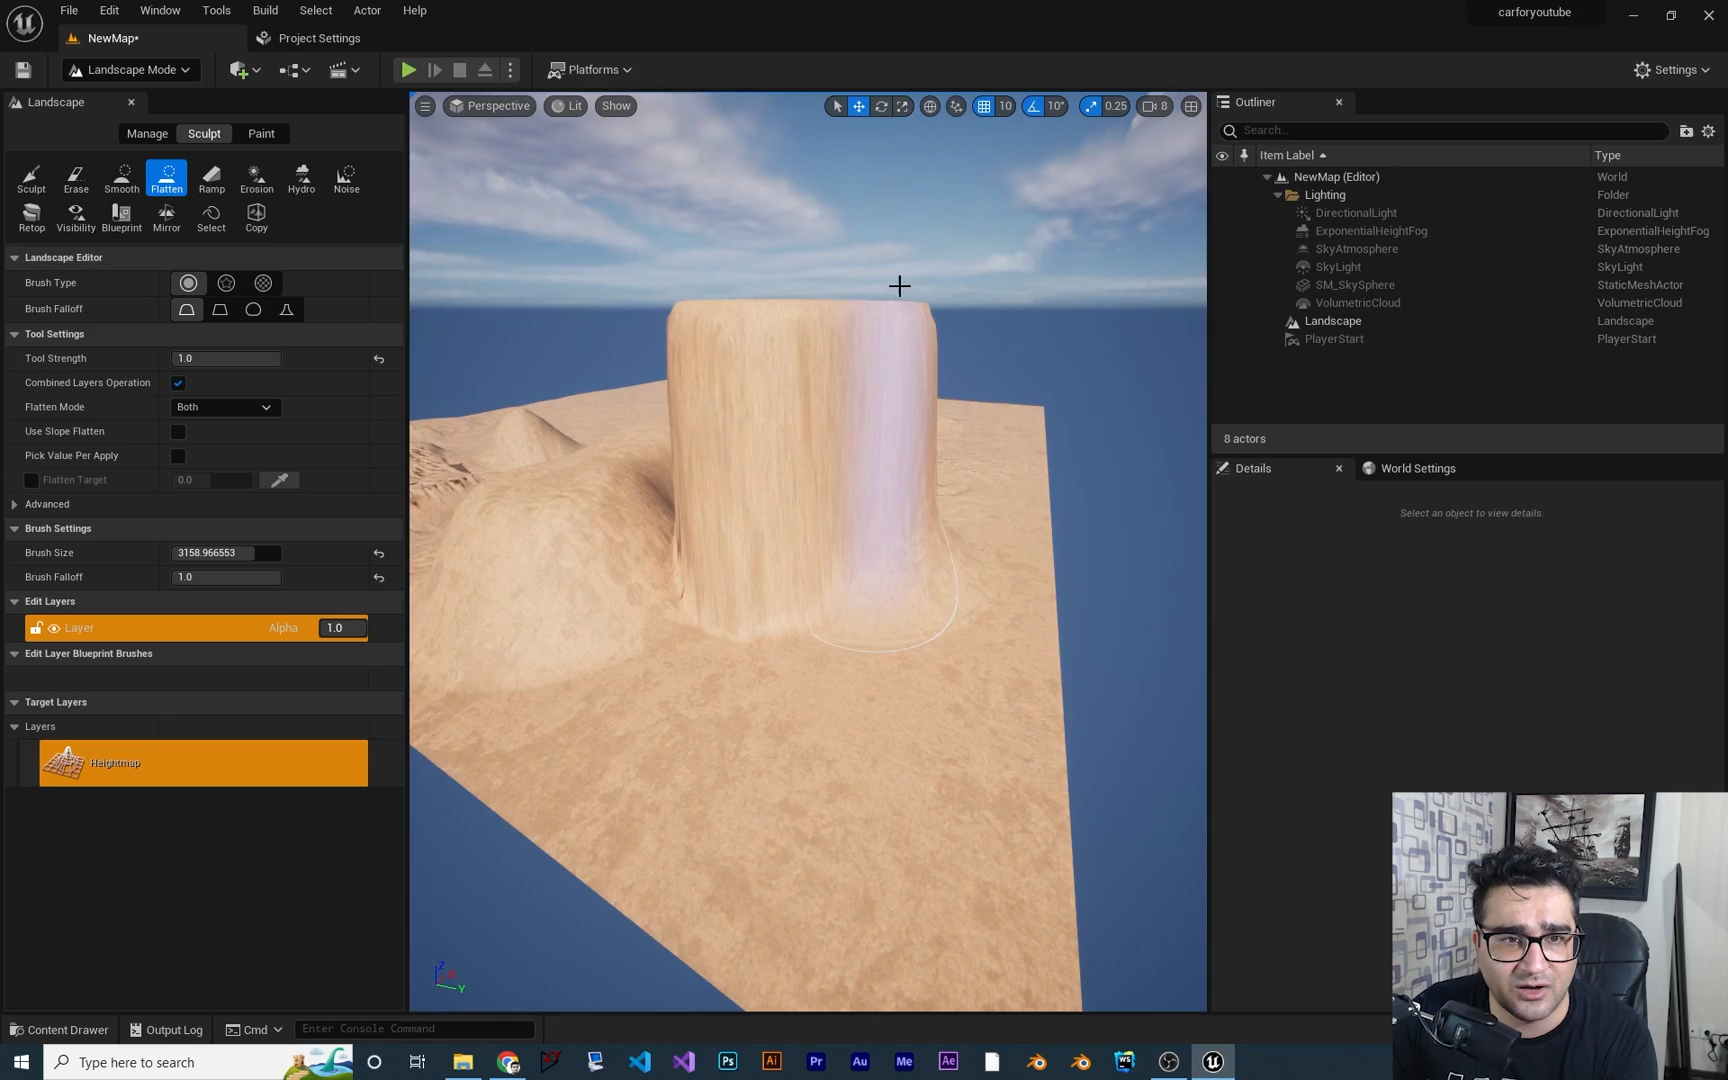 File Edit Window Tools Build Select Actor Help
carforyoutube
NewMap*
Project Settings
Landscape Mode
Platforms
Settings
Landscape
Manage Sculpt Paint
Sculpt Erase Smooth Flatten Ramp Erosion Hydro Noise
Retop Visibility Blueprint Mirror Select Copy
Landscape Editor
Brush Type
Brush Falloff
Tool Settings
Tool Strength 1.0
Combined Layers Operation
Flatten Mode Both
Use Slope Flatten
Pick Value Per Apply
Flatten Target 0.0
Advanced
Brush Settings
Brush Size 3158.966553
Brush Falloff 1.0
Edit Layers
Layer Alpha 1.0
Edit Layer Blueprint Brushes
Target Layers
Layers
Heightmap
Perspective Lit Show
10 10° 0.25 8
Z
X
Y
Outliner
Search...
Item Label Type
NewMap (Editor) World
Lighting Folder
DirectionalLight DirectionalLight
ExponentialHeightFog ExponentialHeightFog
SkyAtmosphere SkyAtmosphere
SkyLight SkyLight
SM_SkySphere StaticMeshActor
VolumetricCloud VolumetricCloud
Landscape Landscape
PlayerStart PlayerStart
8 actors
Details
World Settings
Select an object to view details.
Content Drawer Output Log Cmd Enter Console Command
Type here to search
Ps Ai Pr Au Me Ae WS